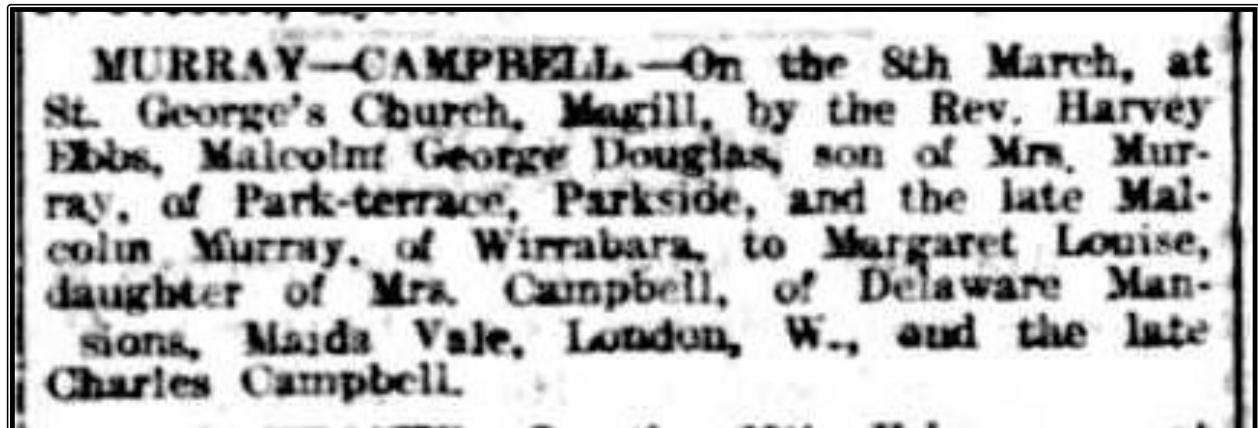 MURRAY—CAMPBELL.—On the 8th March, at
St. George's Church, Magill, by the Rev. Harvey
Ebbs, Malcolm George Douglas, son of Mrs. Mur-
ray, of Park-terrace, Parkside, and the late Mal-
colm Murray, of Wirrabara, to Margaret Louise,
daughter of Mrs. Campbell, of Delaware Man-
sions, Maida Vale, London, W., and the late
Charles Campbell.